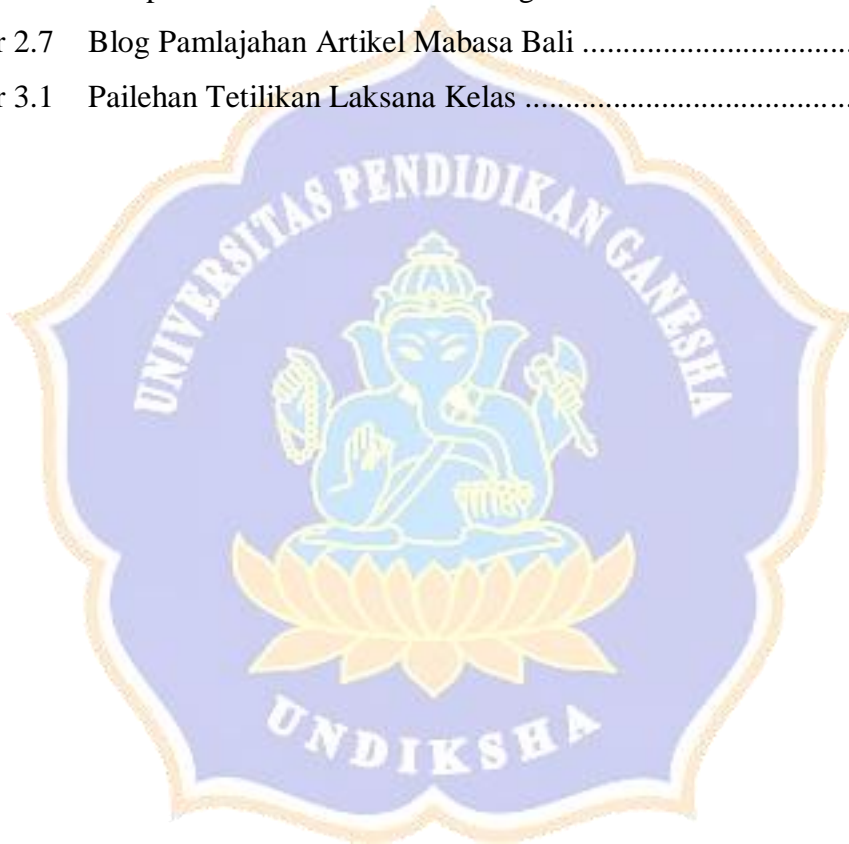 r 2.7 Blog Pamlajahan Artikel Mabasa Bali ..................................
r 3.1 Pailehan Tetilikan Laksana Kelas .........................................
UNIVERSITAS PENDIDIKAN GANESHA
UNDIKSHA